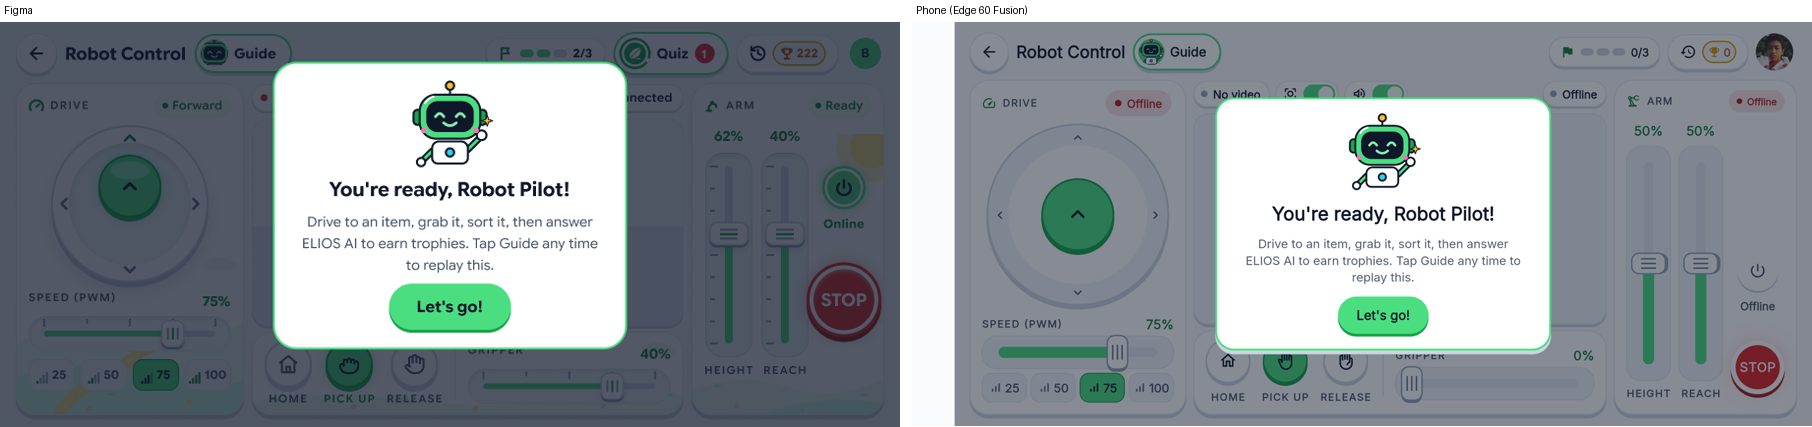 Figma
Robot Control
Guide
2/3
Quiz
1
222
B
DRIVE
Forward
nnected
ARM
Ready
62%
40%
You're ready, Robot Pilot!
Drive to an item, grab it, sort it, then answer
ELIOS AI to earn trophies. Tap Guide any time
to replay this.
Let's go!
Online
STOP
SPEED (PWM)
75%
25
50
75
100
HOME
PICK UP
RELEASE
GRIPPER
40%
HEIGHT
REACH
Phone (Edge 60 Fusion)
Robot Control
Guide
0/3
0
DRIVE
Offline
No video
Offline
ARM
Offline
50%
50%
You're ready, Robot Pilot!
Drive to an item, grab it, sort it, then answer
ELIOS AI to earn trophies. Tap Guide any time to
replay this.
Let's go!
Offline
STOP
SPEED (PWM)
75%
25
50
75
100
HOME
PICK UP
RELEASE
GRIPPER
0%
HEIGHT
REACH